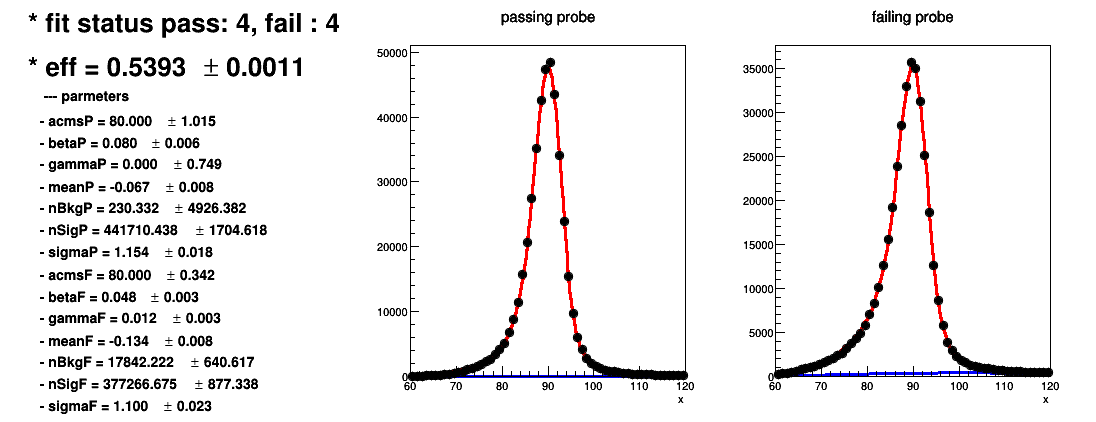 * fit status pass: 4, fail : 4
* eff = 0.5393 ± 0.0011
--- parmeters
- acmsP = 80.000 ± 1.015
- betaP = 0.080 ± 0.006
- gammaP = 0.000 ± 0.749
- meanP = -0.067 ± 0.008
- nBkgP = 230.332 ± 4926.382
- nSigP = 441710.438 ± 1704.618
- sigmaP = 1.154 ± 0.018
- acmsF = 80.000 ± 0.342
- betaF = 0.048 ± 0.003
- gammaF = 0.012 ± 0.003
- meanF = -0.134 ± 0.008
- nBkgF = 17842.222 ± 640.617
- nSigF = 377266.675 ± 877.338
- sigmaF = 1.100 ± 0.023
passing probe
50000
40000
30000
20000
10000
0
60 70 80 90 100 110 120
x
failing probe
35000
30000
25000
20000
15000
10000
5000
0
60 70 80 90 100 110 120
x